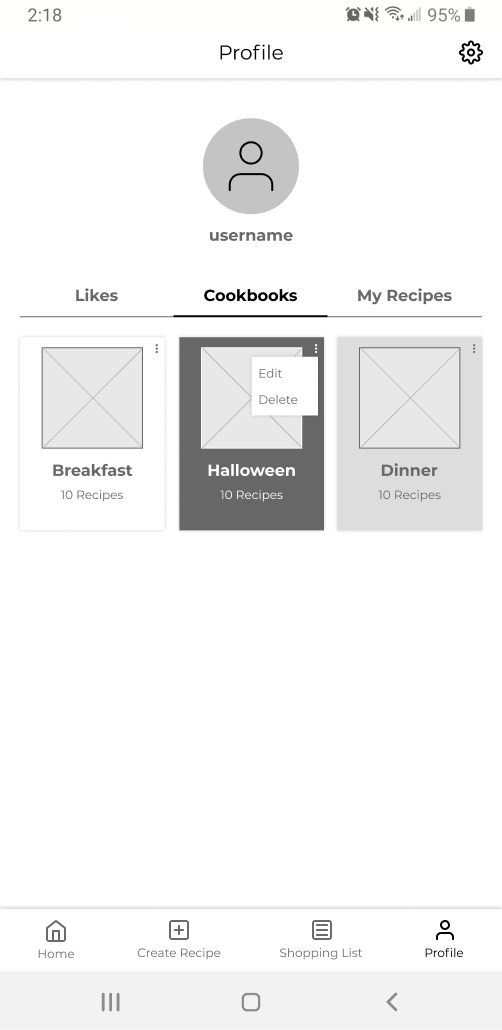 2:18 95%
Profile
username
Likes Cookbooks My Recipes
Edit
Delete
Breakfast Halloween Dinner
10 Recipes 10 Recipes 10 Recipes
Home Create Recipe Shopping List Profile